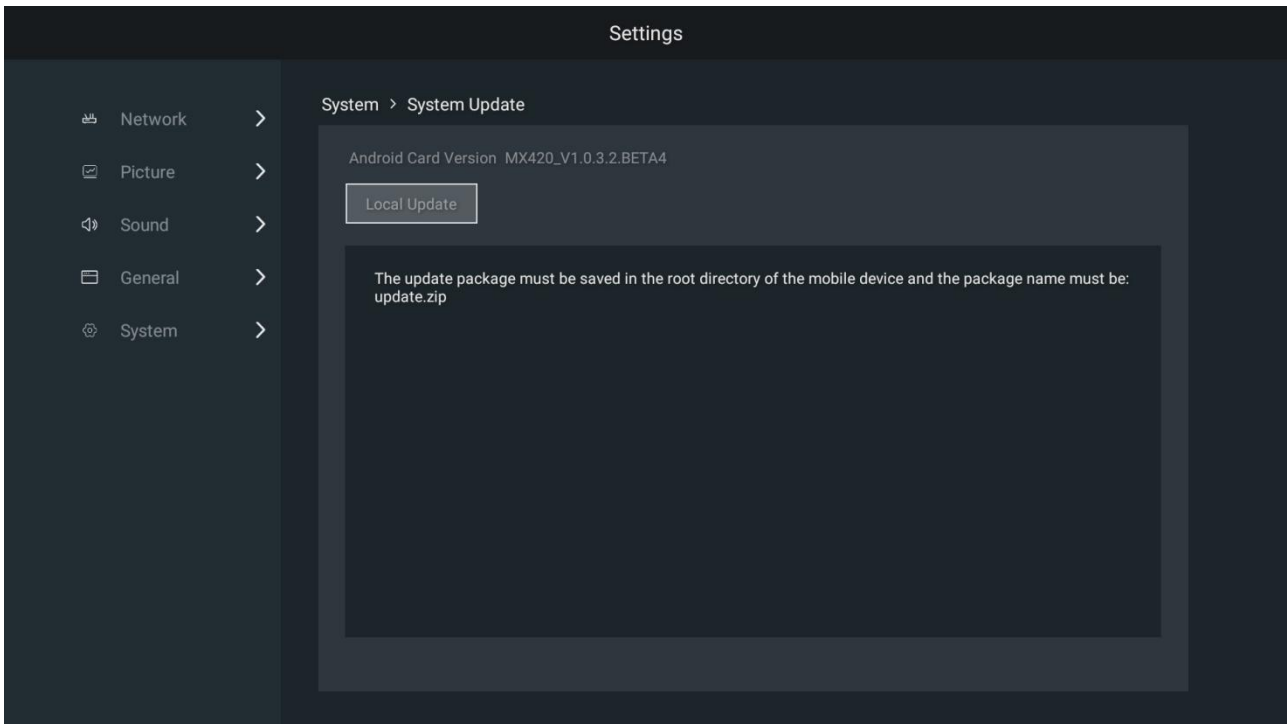 Settings
Network
Picture
Sound
General
System
System > System Update
Android Card Version MX420_V1.0.3.2.BETA4
Local Update
The update package must be saved in the root directory of the mobile device and the package name must be:
update.zip